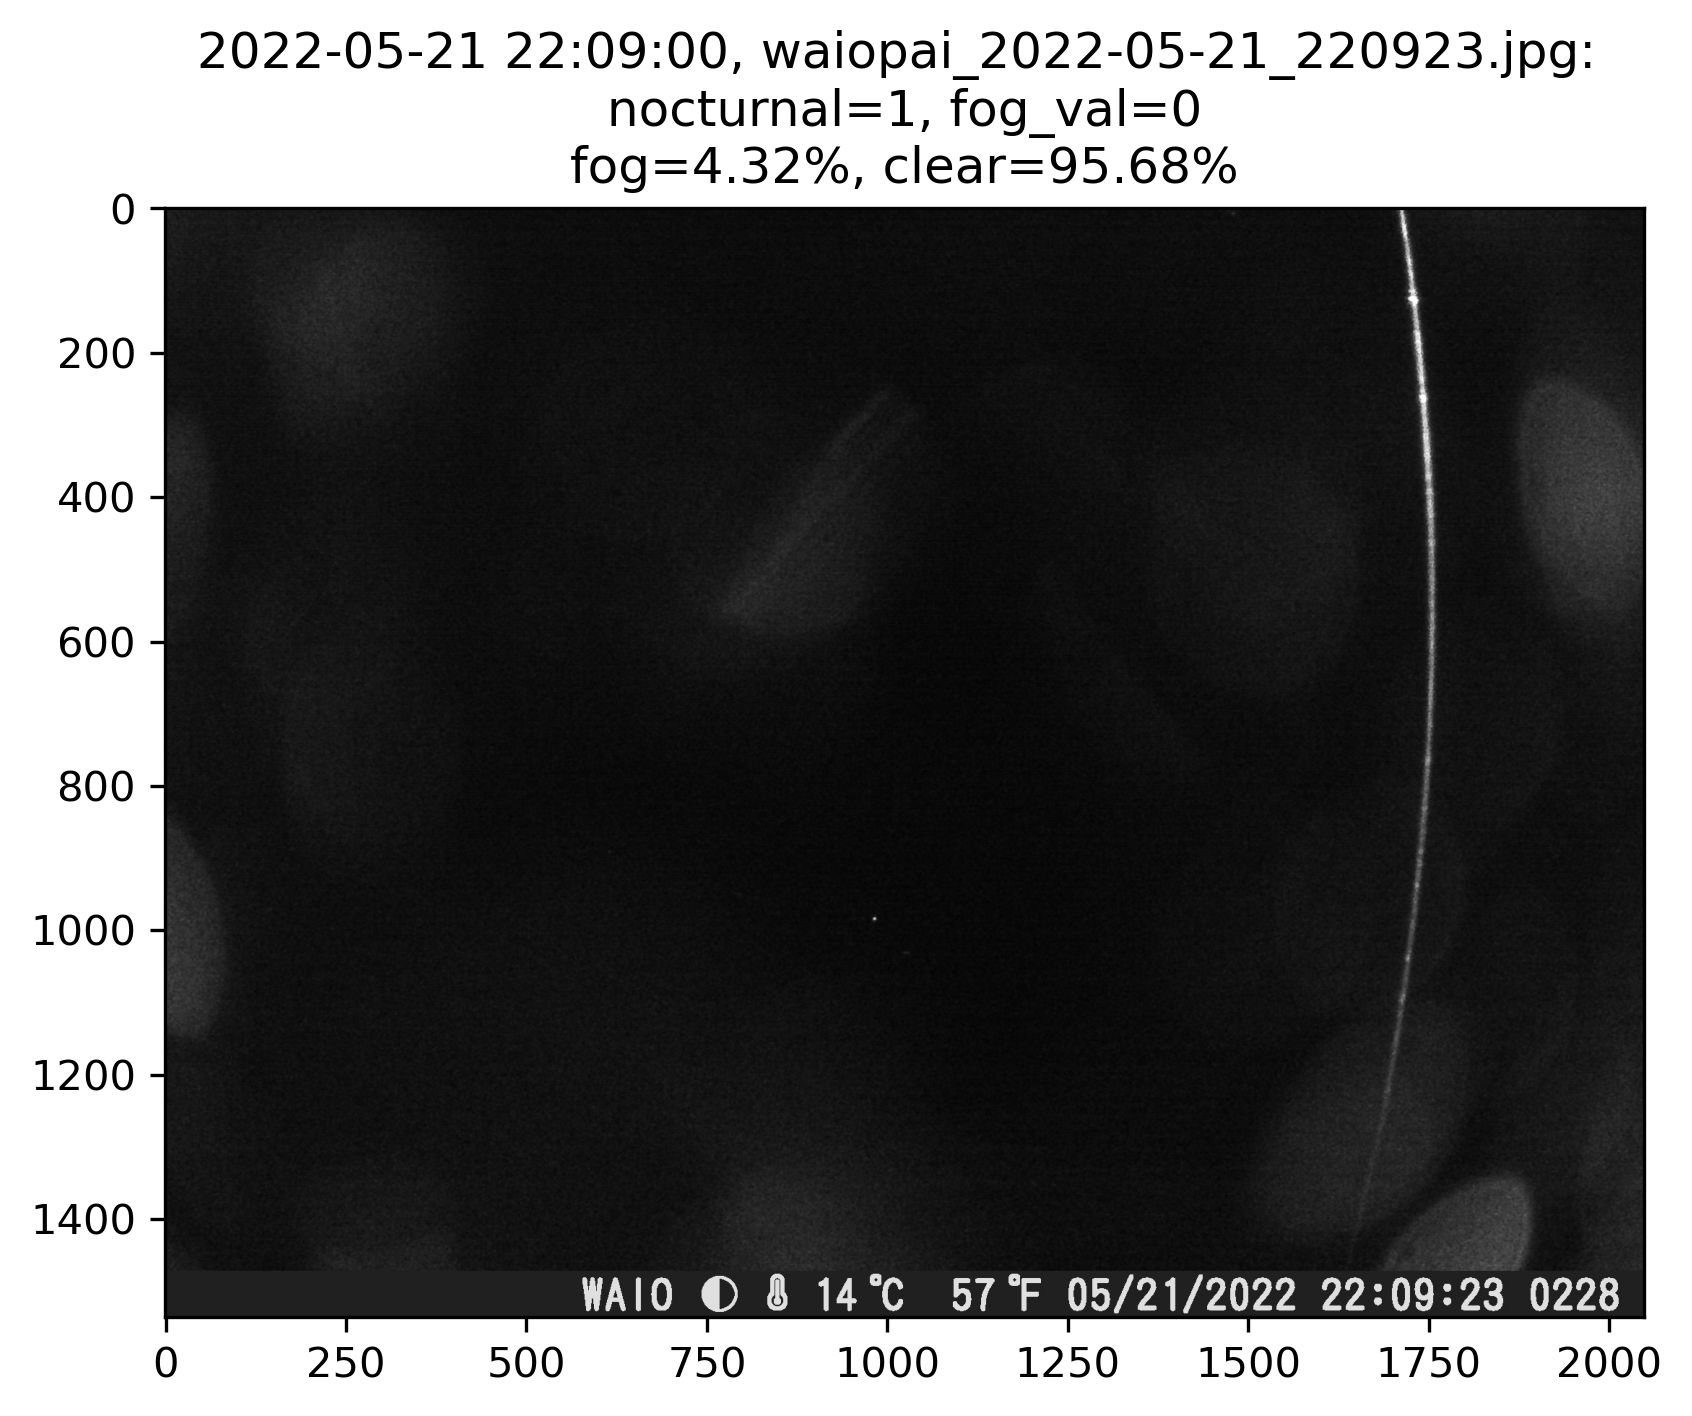 2022-05-21 22:09:00, waiopai_2022-05-21_220923.jpg:
nocturnal=1, fog_val=0
fog=4.32%, clear=95.68%
0
200
400
600
800
1000
1200
1400
WAIO 14°C 57°F 05/21/2022 22:09:23 0228
0 250 500 750 1000 1250 1500 1750 2000